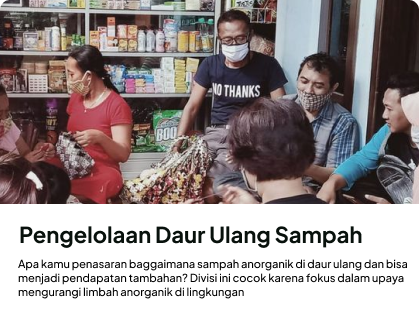 NO THANKS
800
Pengelolaan Daur Ulang Sampah
Apa kamu penasaran baggaimana sampah anorganik di daur ulang dan bisa
menjadi pendapatan tambahan? Divisi ini cocok karena fokus dalam upaya
mengurangi limbah anorganik di lingkungan